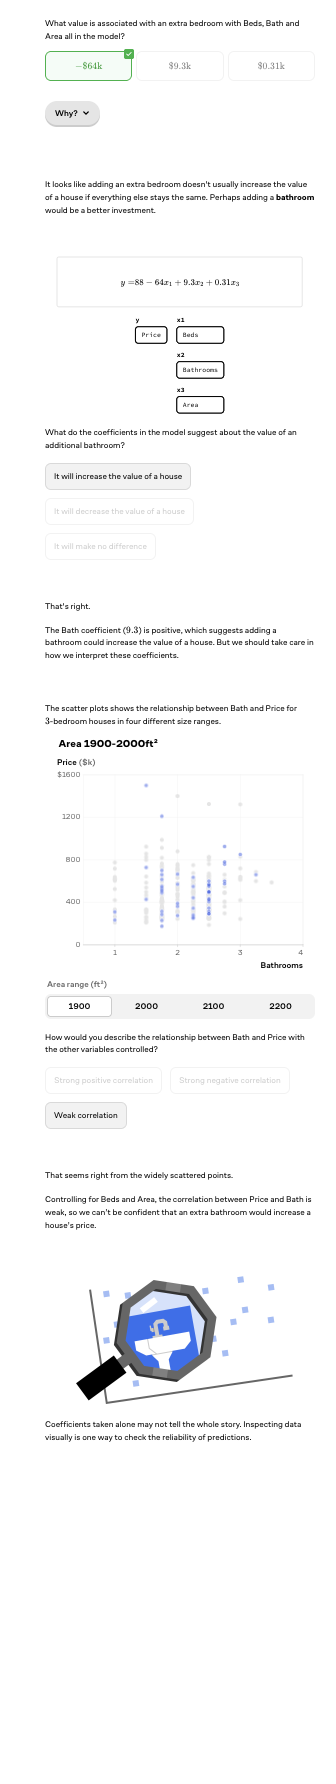 What value is associated with an extra bedroom with Beds, Bath and
Area all in the model?
−$64k
$9.3k
$0.31k
Why?
It looks like adding an extra bedroom doesn't usually increase the value
of a house if everything else stays the same. Perhaps adding a bathroom
would be a better investment.
y =88 − 64x₁ + 9.3x₂ + 0.31x₃
y x1
Price Beds
x2
Bathrooms
x3
Area
What do the coefficients in the model suggest about the value of an
additional bathroom?
It will increase the value of a house
It will decrease the value of a house
It will make no difference
That's right.
The Bath coefficient (9.3) is positive, which suggests adding a
bathroom could increase the value of a house. But we should take care in
how we interpret these coefficients.
The scatter plots shows the relationship between Bath and Price for
3-bedroom houses in four different size ranges.
Area 1900-2000ft²
Price ($k)
$1600
1200
800
400
0
1 2 3 4
Bathrooms
Area range (ft²)
1900 2000 2100 2200
How would you describe the relationship between Bath and Price with
the other variables controlled?
Strong positive correlation
Strong negative correlation
Weak correlation
That seems right from the widely scattered points.
Controlling for Beds and Area, the correlation between Price and Bath is
weak, so we can't be confident that an extra bathroom would increase a
house's price.
Coefficients taken alone may not tell the whole story. Inspecting data
visually is one way to check the reliability of predictions.